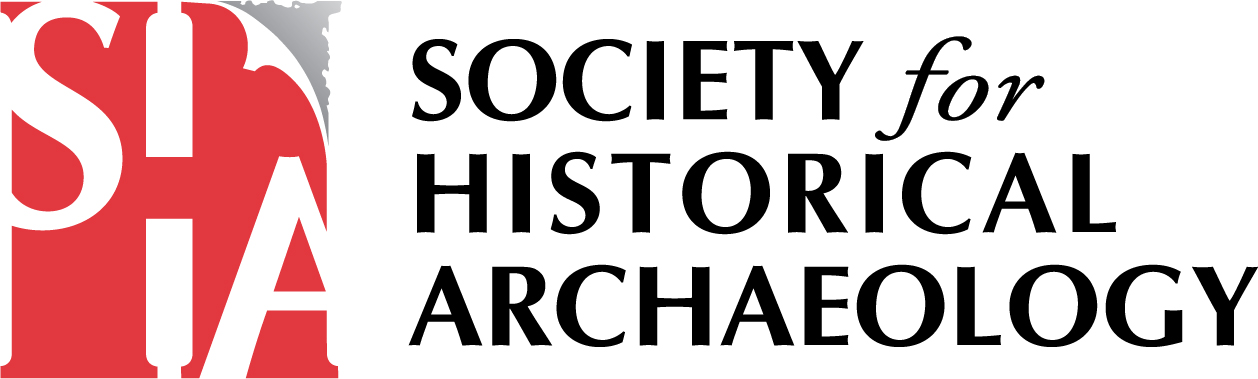 SHA
SOCIETY for
HISTORICAL
ARCHAEOLOGY